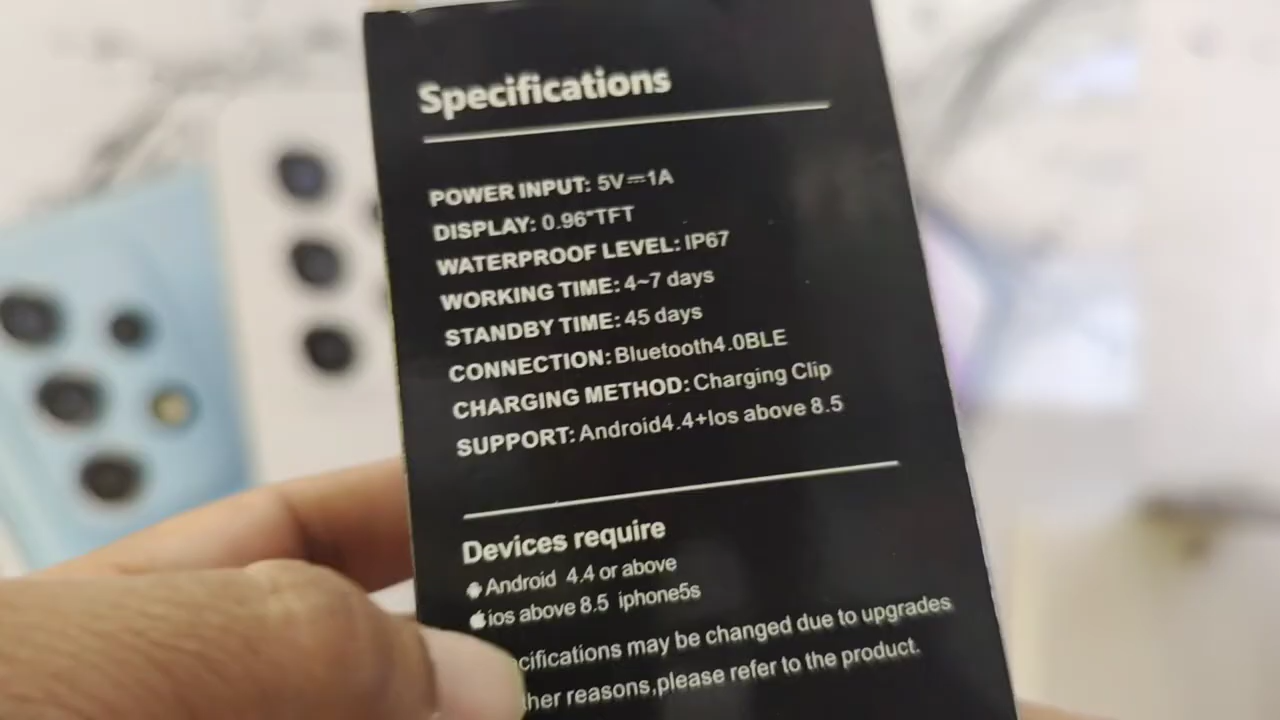 Specifications
POWER INPUT: 5V⎓1A
DISPLAY: 0.96"TFT
WATERPROOF LEVEL: IP67
WORKING TIME: 4~7 days
STANDBY TIME: 45 days
CONNECTION: Bluetooth4.0BLE
CHARGING METHOD: Charging Clip
SUPPORT: Android4.4+Ios above 8.5
Devices require
Android 4.4 or above
ios above 8.5 iphone5s
cifications may be changed due to upgrades
her reasons,please refer to the product.